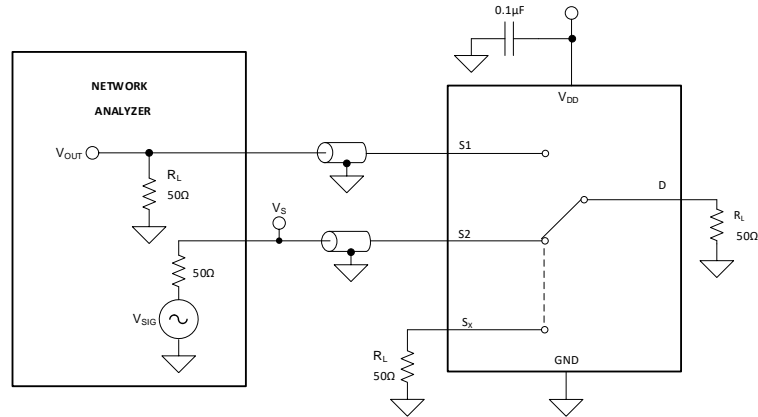 0.1µF
NETWORK
ANALYZER
VDD
VOUT
S1
RL
50Ω
VS
D
S2
RL
50Ω
50Ω
VSIG
SX
RL
50Ω
GND